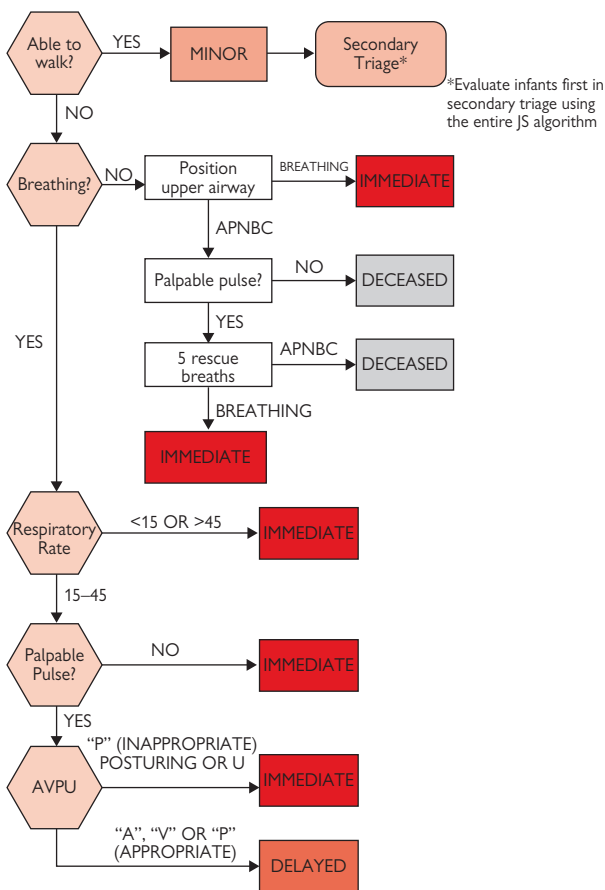 Able to
walk?
YES
MINOR
Secondary
Triage*
*Evaluate infants first in
secondary triage using
the entire JS algorithm
NO
Breathing?
NO
Position
upper airway
BREATHING
IMMEDIATE
APNBC
Palpable pulse?
NO
DECEASED
YES
YES
5 rescue
breaths
APNBC
DECEASED
BREATHING
IMMEDIATE
Respiratory
Rate
<15 OR >45
IMMEDIATE
15–45
Palpable
Pulse?
NO
IMMEDIATE
YES
AVPU
“P” (INAPPROPRIATE)
POSTURING OR U
IMMEDIATE
“A”, “V” OR “P”
(APPROPRIATE)
DELAYED